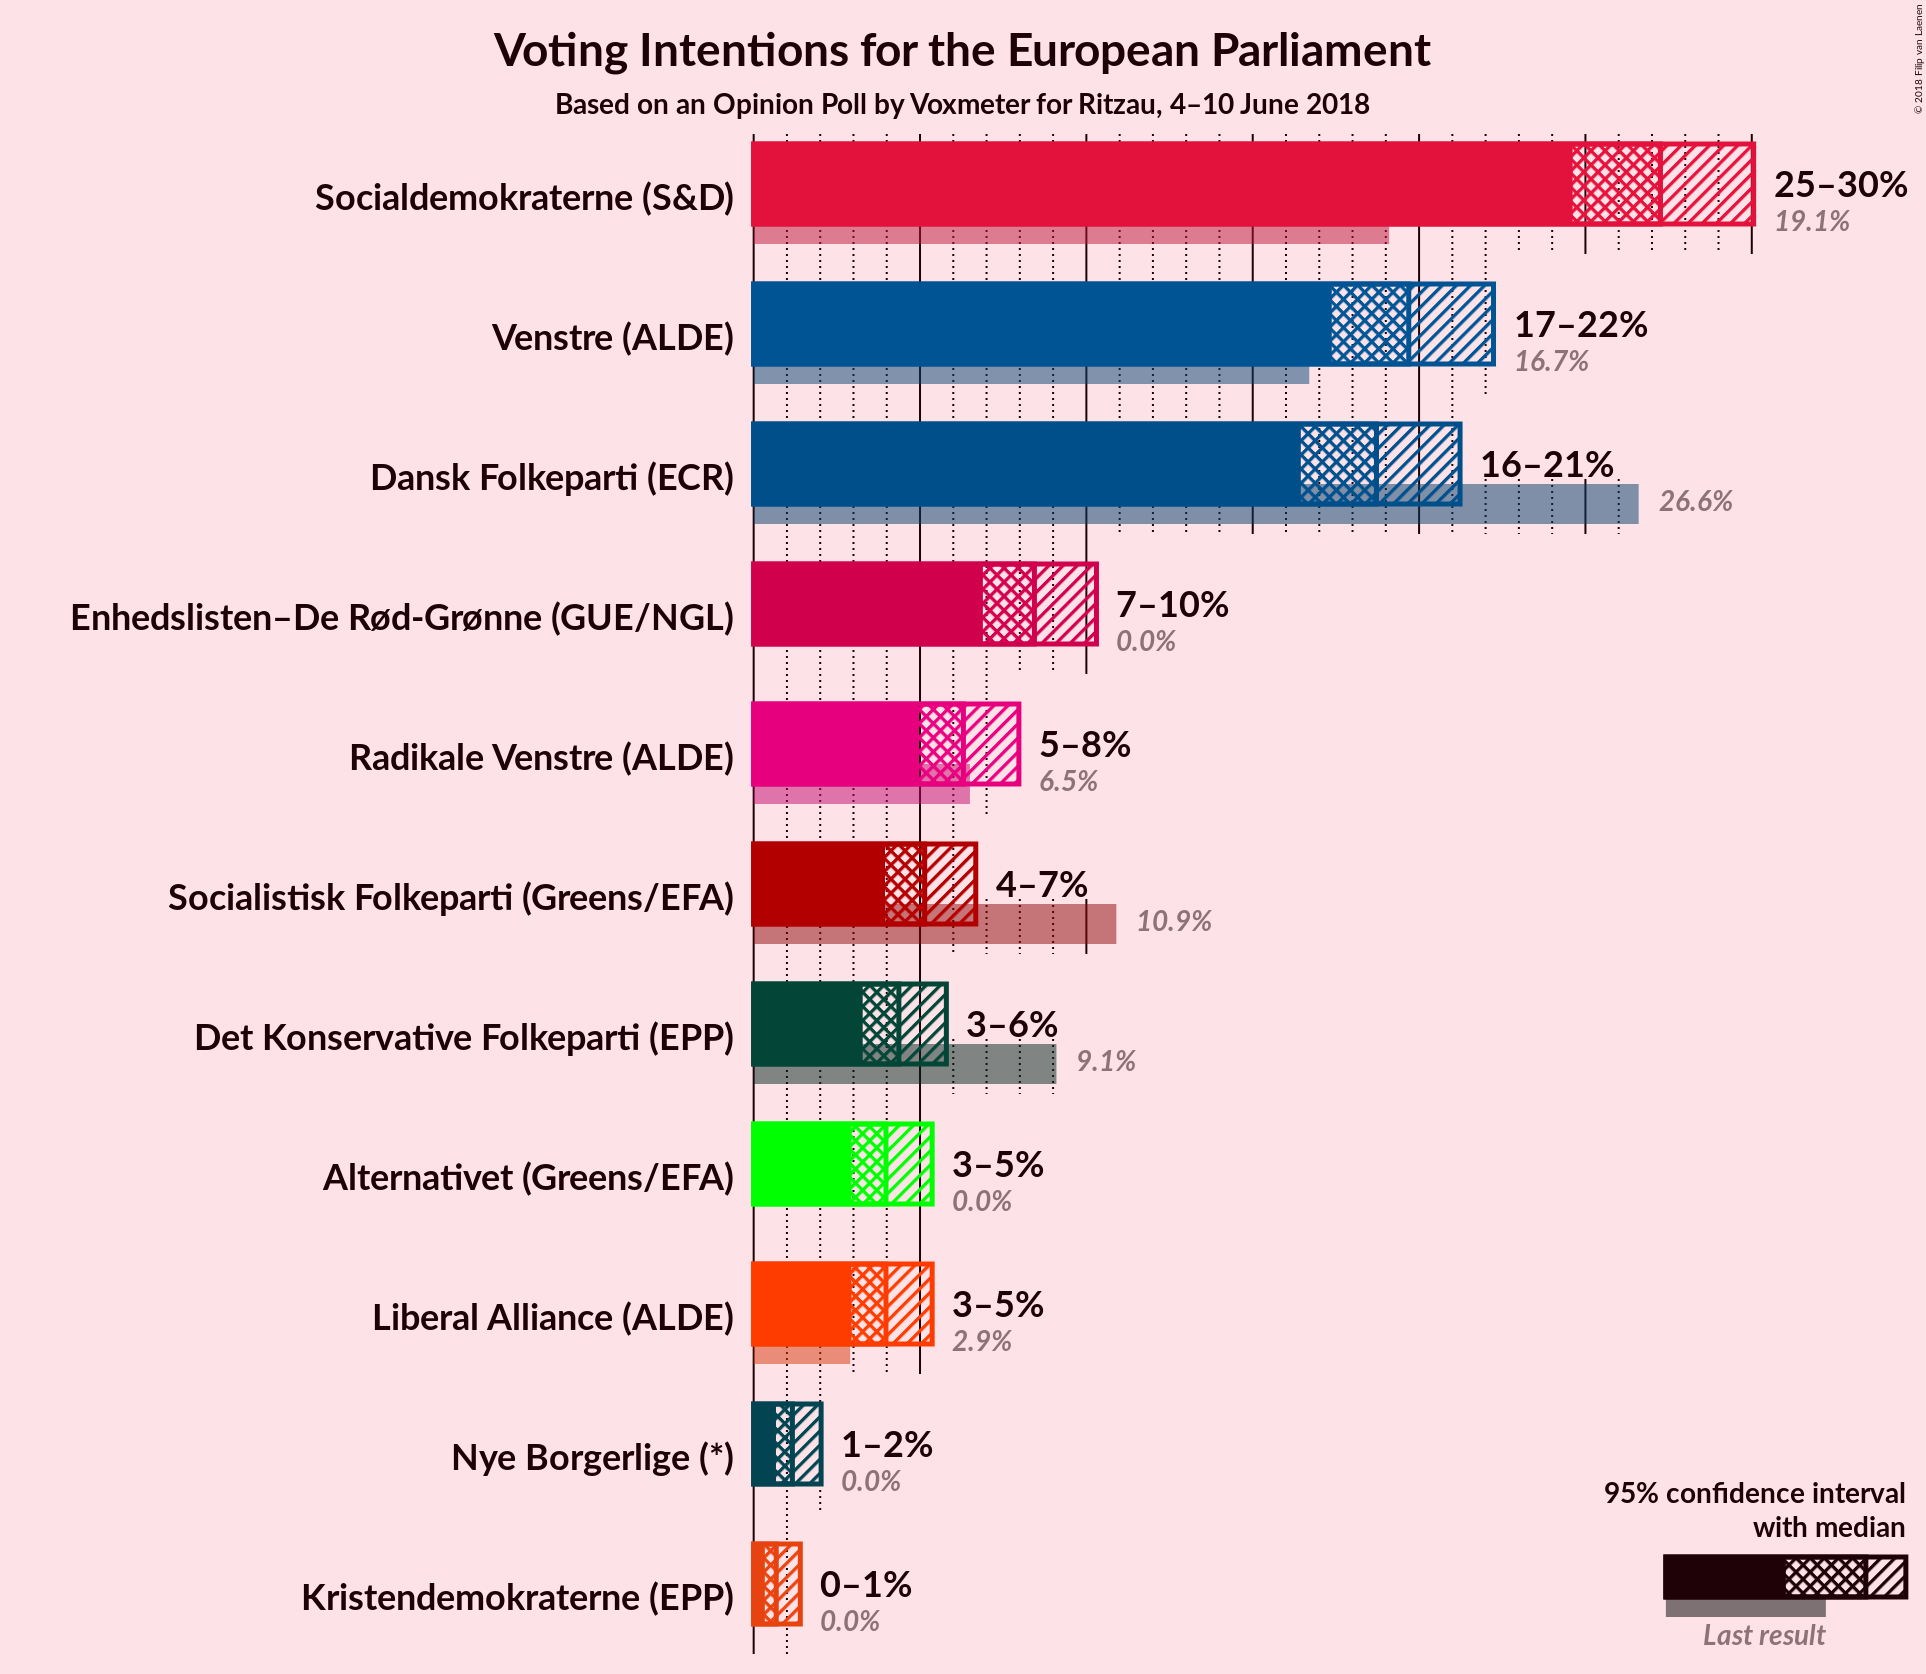 Voting Intentions for the European Parliament
Based on an Opinion Poll by Voxmeter for Ritzau, 4–10 June 2018
© 2018 Filip van Laenen
Socialdemokraterne (S&D)
25–30%
19.1%
Venstre (ALDE)
17–22%
16.7%
Dansk Folkeparti (ECR)
16–21%
26.6%
Enhedslisten–De Rød-Grønne (GUE/NGL)
7–10%
0.0%
Radikale Venstre (ALDE)
5–8%
6.5%
Socialistisk Folkeparti (Greens/EFA)
4–7%
10.9%
Det Konservative Folkeparti (EPP)
3–6%
9.1%
Alternativet (Greens/EFA)
3–5%
0.0%
Liberal Alliance (ALDE)
3–5%
2.9%
Nye Borgerlige (*)
1–2%
0.0%
Kristendemokraterne (EPP)
0–1%
0.0%
95% confidence interval
with median
Last result